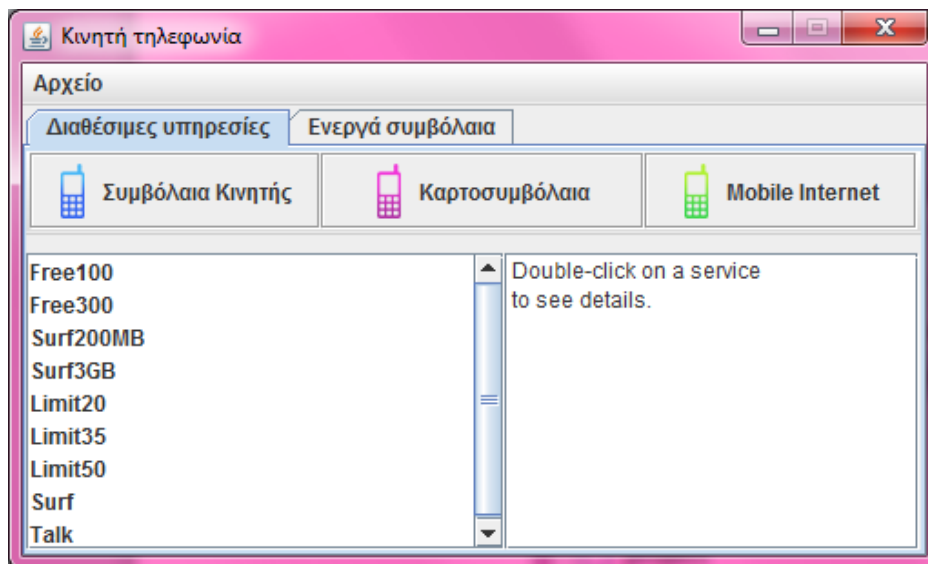 Κινητή τηλεφωνία
Αρχείο
Διαθέσιμες υπηρεσίες Ενεργά συμβόλαια
Συμβόλαια Κινητής Καρτοσυμβόλαια Mobile Internet
Free100
Free300
Surf200MB
Surf3GB
Limit20
Limit35
Limit50
Surf
Talk
Double-click on a service
to see details.